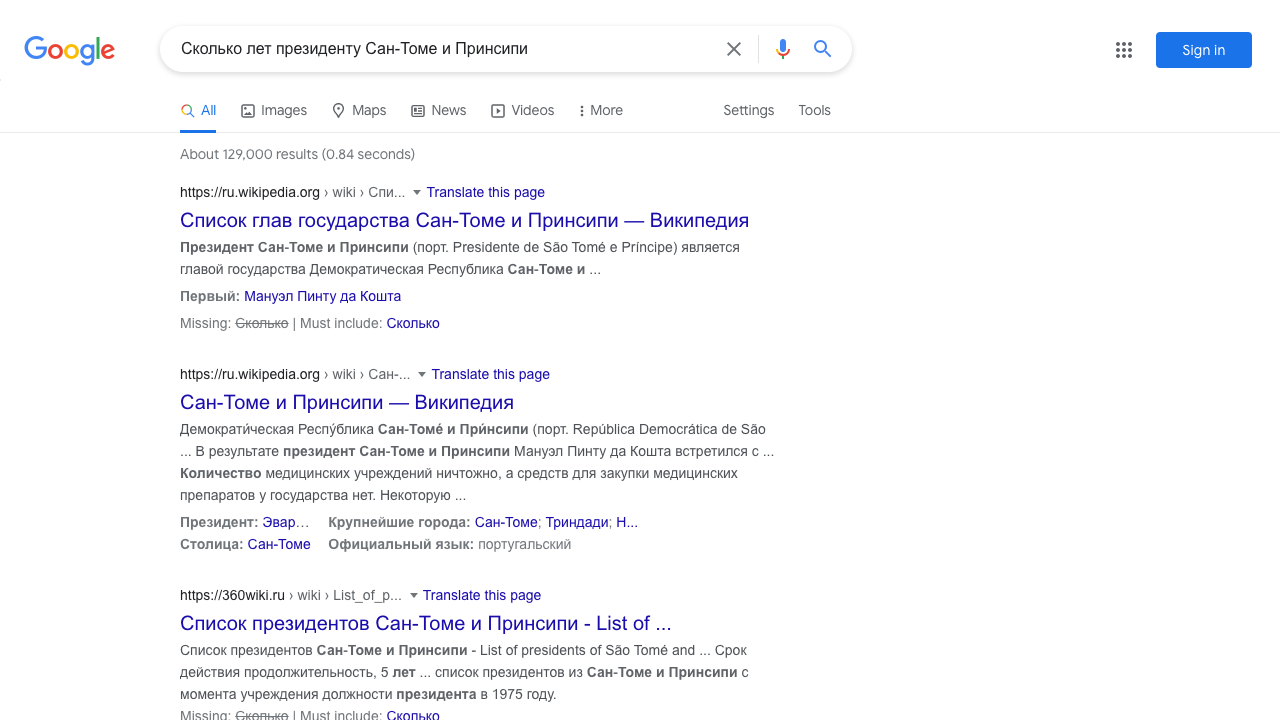 Google
Сколько лет президенту Сан-Томе и Принсипи
Sign in
All Images Maps News Videos More Settings Tools
About 129,000 results (0.84 seconds)
https://ru.wikipedia.org › wiki › Спи... Translate this page
Список глав государства Сан-Томе и Принсипи — Википедия
Президент Сан-Томе и Принсипи (порт. Presidente de São Tomé e Príncipe) является
главой государства Демократическая Республика Сан-Томе и ...
Первый: Мануэл Пинту да Кошта
Missing: Сколько | Must include: Сколько
https://ru.wikipedia.org › wiki › Сан-... Translate this page
Сан-Томе и Принсипи — Википедия
Демократи́ческая Респу́блика Сан-Томе́ и При́нсипи (порт. República Democrática de São
... В результате президент Сан-Томе и Принсипи Мануэл Пинту да Кошта встретился с ...
Количество медицинских учреждений ничтожно, а средств для закупки медицинских
препаратов у государства нет. Некоторую ...
Президент: Эвар... Крупнейшие города: Сан-Томе; Триндади; Н...
Столица: Сан-Томе Официальный язык: португальский
https://360wiki.ru › wiki › List_of_p... Translate this page
Список президентов Сан-Томе и Принсипи - List of ...
Список президентов Сан-Томе и Принсипи - List of presidents of São Tomé and ... Срок
действия продолжительность, 5 лет ... список президентов из Сан-Томе и Принсипи с
момента учреждения должности президента в 1975 году.
Missing: Сколько | Must include: Сколько